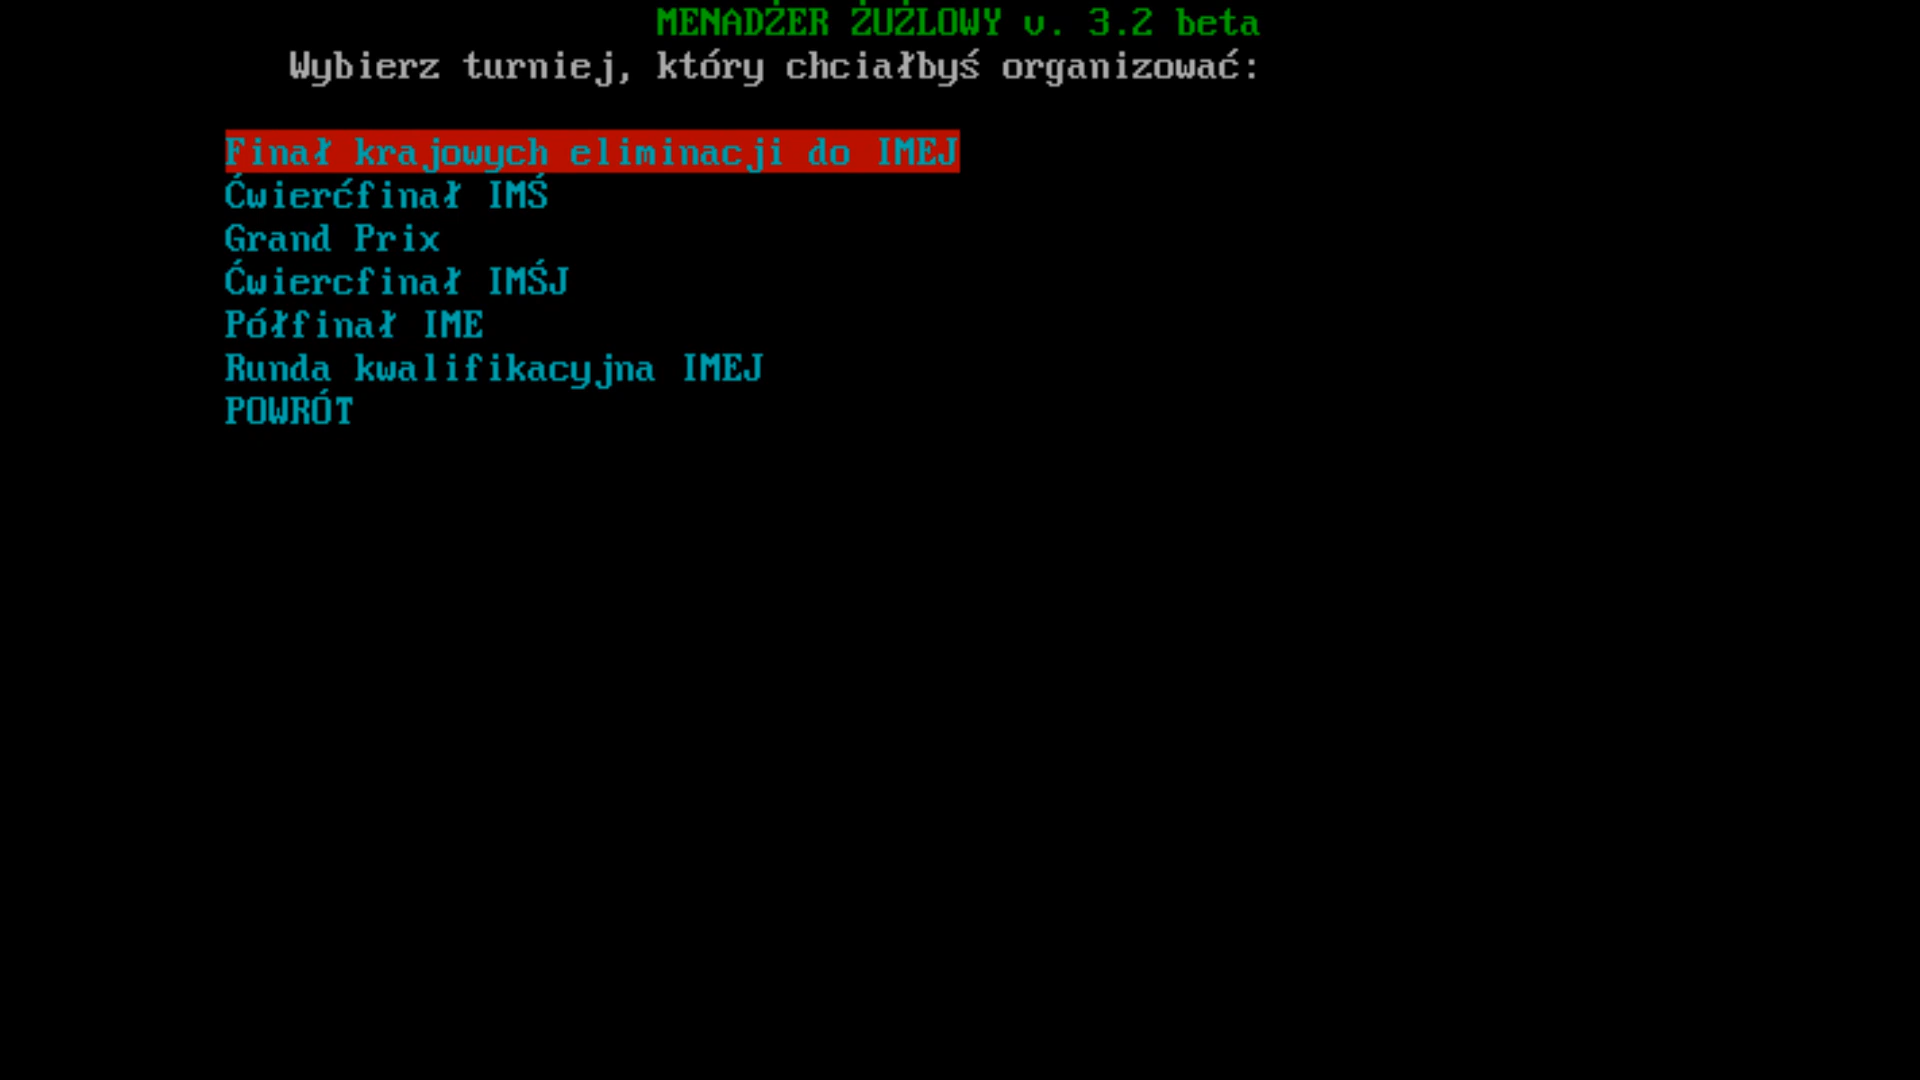 MENADŻER ŻUŻLOWY v. 3.2 beta
Wybierz turniej, który chciałbyś organizować:
Finał krajowych eliminacji do IMEJ
Ćwierćfinał IMŚ
Grand Prix
Ćwiercfinał IMŚJ
Półfinał IME
Runda kwalifikacyjna IMEJ
POWRÓT